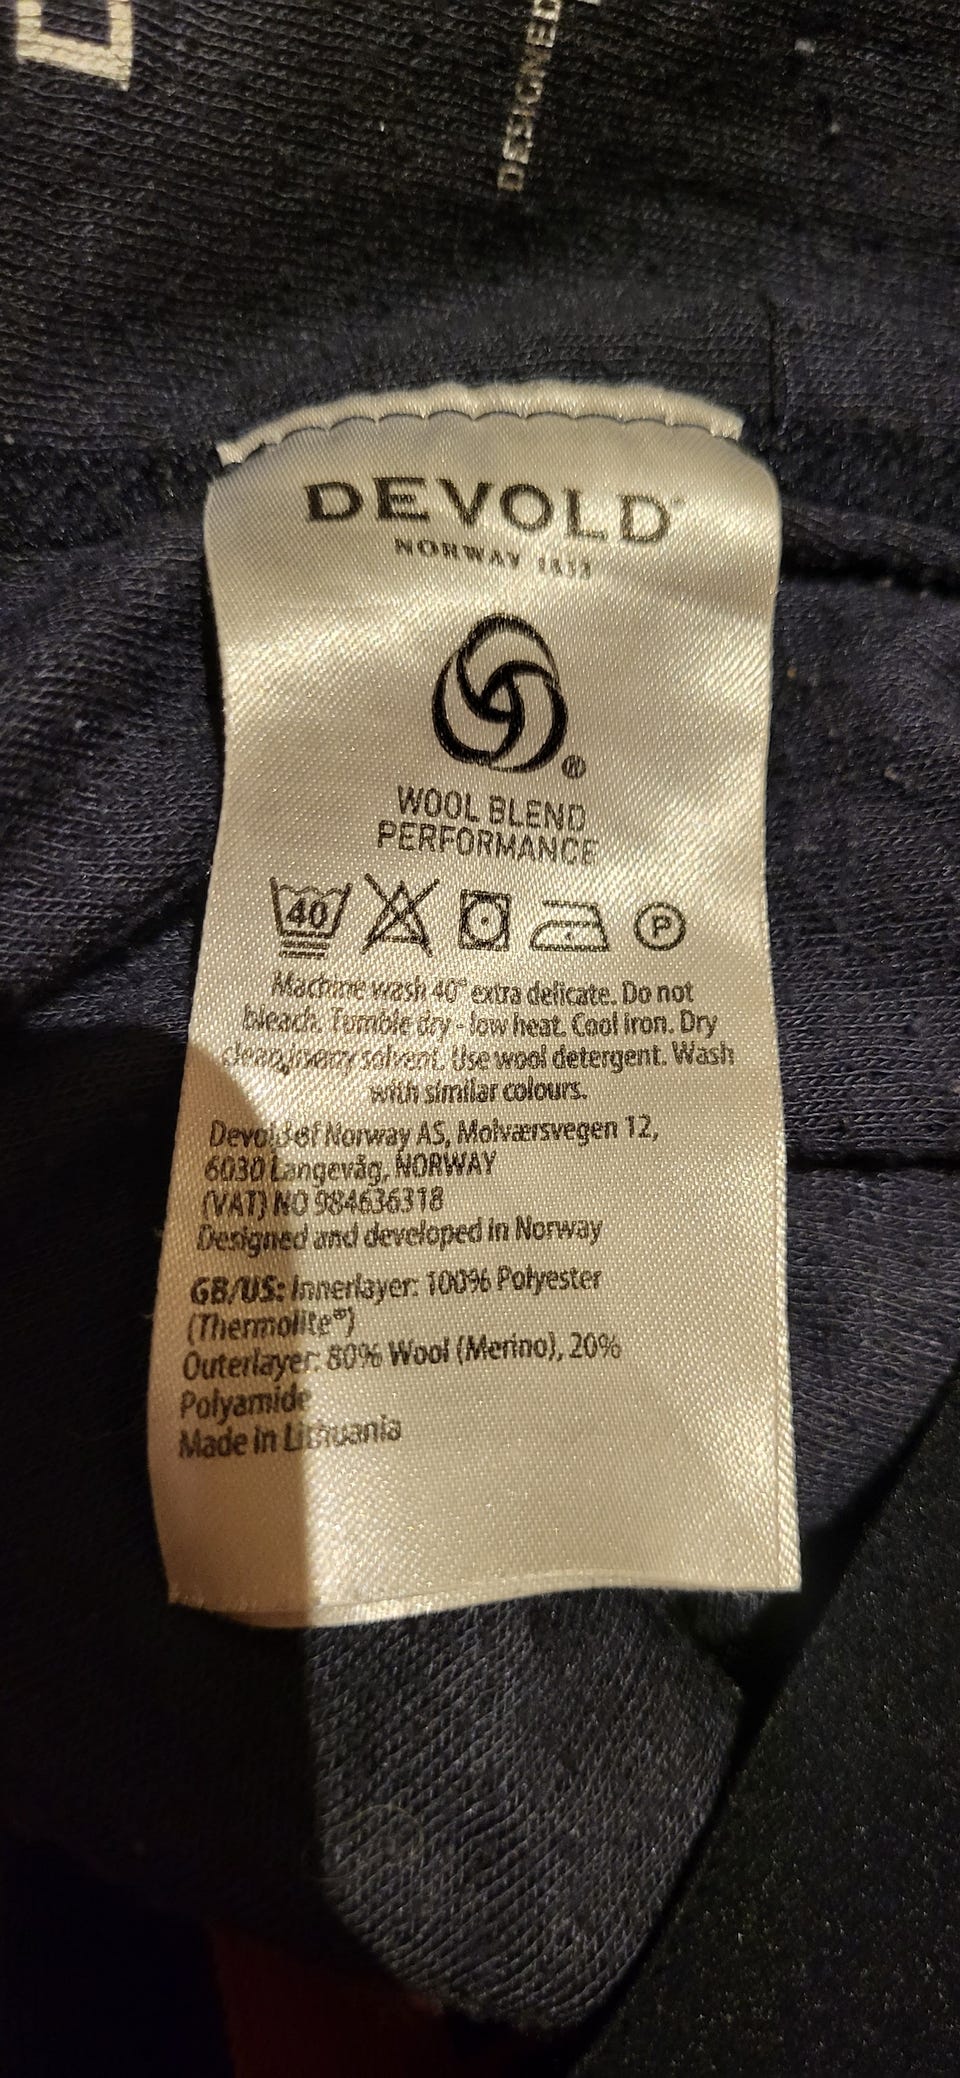 DESIGNED
DEVOLD
NORWAY 1853
®
WOOL BLEND
PERFORMANCE
40
P
Machine wash 40° extra delicate. Do not
bleach. Tumble dry - low heat. Cool iron. Dry
clean, any solvent. Use wool detergent. Wash
with similar colours.
Devold of Norway AS, Molværsvegen 12,
6030 Langevåg, NORWAY
(VAT) NO 984636318
Designed and developed in Norway
GB/US: Innerlayer: 100% Polyester
(Thermolite®)
Outerlayer: 80% Wool (Merino), 20%
Polyamide
Made in Lithuania